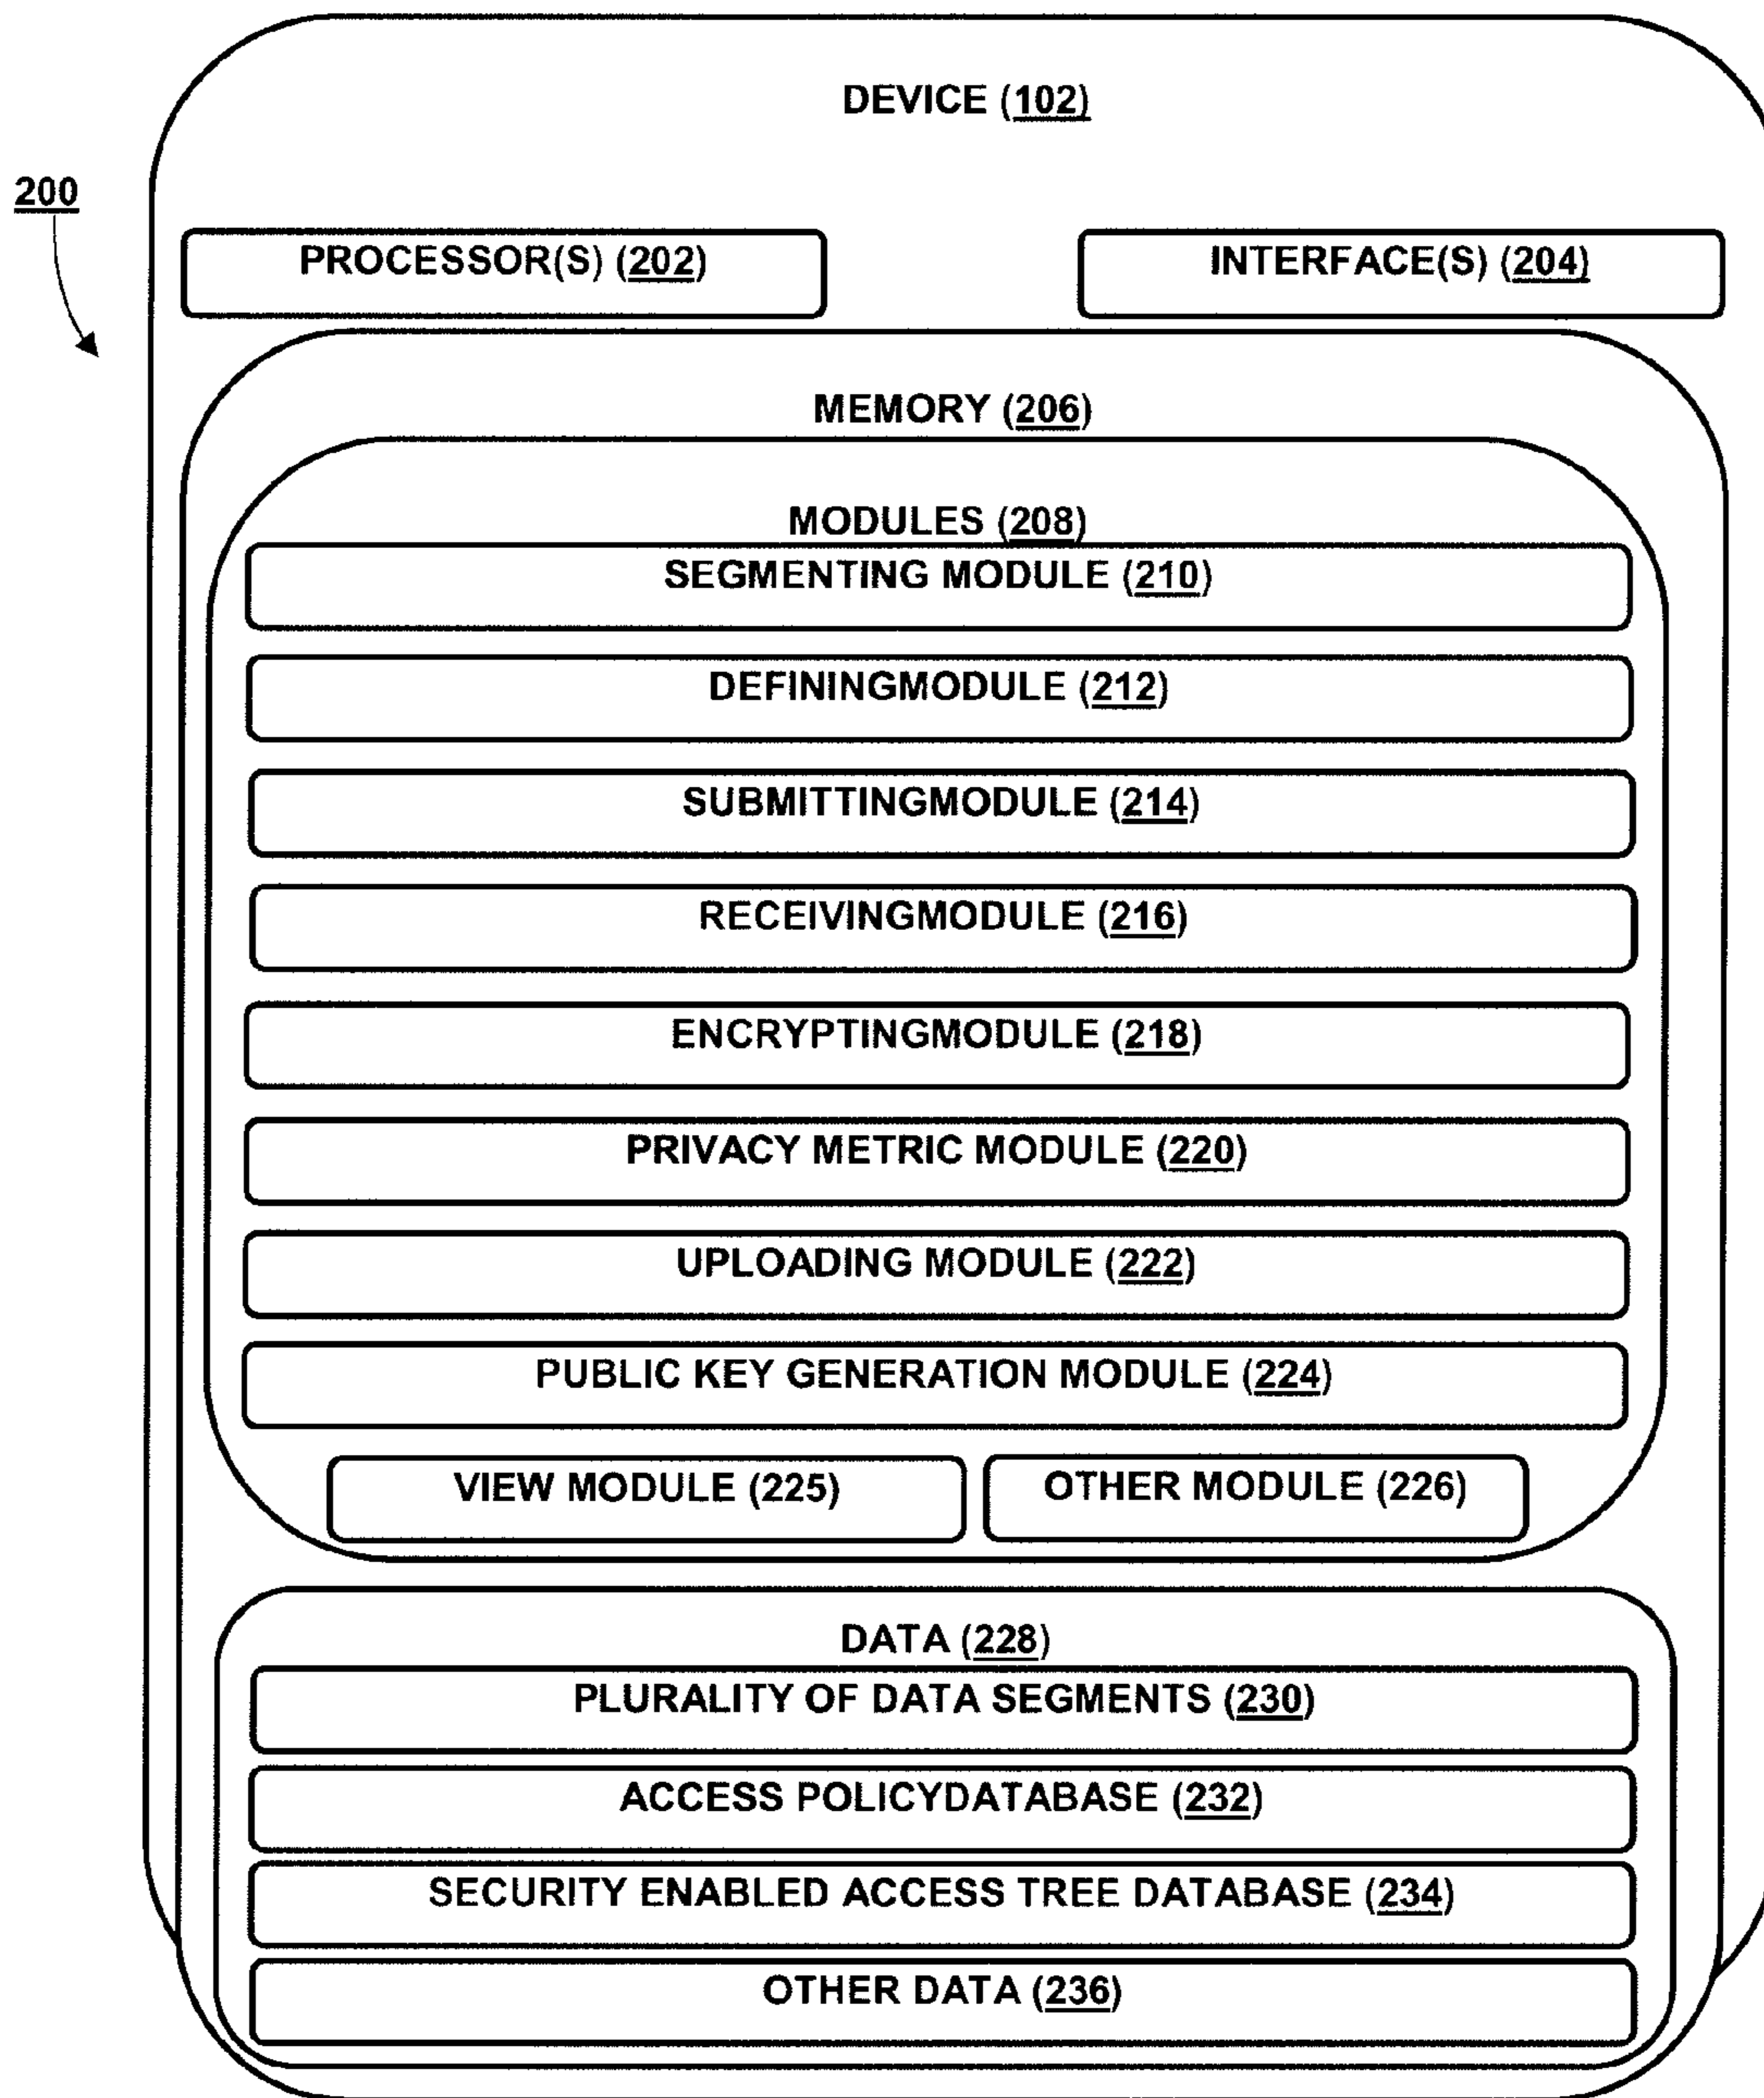 DEVICE (102)
200
PROCESSOR(S) (202)
INTERFACE(S) (204)
MEMORY (206)
MODULES (208)
SEGMENTING MODULE (210)
DEFININGMODULE (212)
SUBMITTINGMODULE (214)
RECEIVINGMODULE (216)
ENCRYPTINGMODULE (218)
PRIVACY METRIC MODULE (220)
UPLOADING MODULE (222)
PUBLIC KEY GENERATION MODULE (224)
VIEW MODULE (225)
OTHER MODULE (226)
DATA (228)
PLURALITY OF DATA SEGMENTS (230)
ACCESS POLICYDATABASE (232)
SECURITY ENABLED ACCESS TREE DATABASE (234)
OTHER DATA (236)